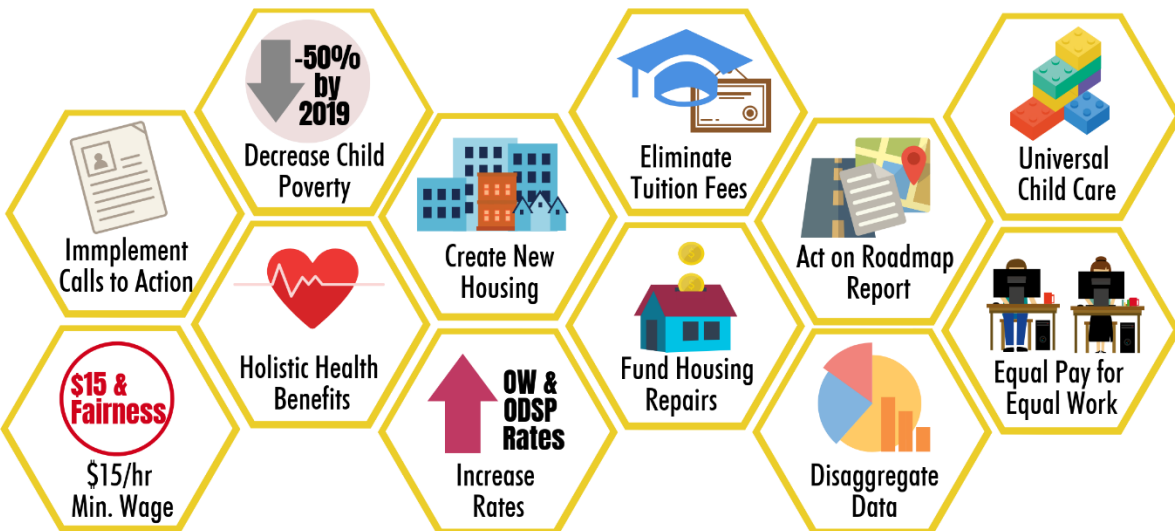 Immplement
Calls to Action
-50%
by
2019
Decrease Child
Poverty
Create New
Housing
Eliminate
Tuition Fees
Act on Roadmap
Report
Universal
Child Care
$15 &
Fairness
$15/hr
Min. Wage
Holistic Health
Benefits
OW &
ODSP
Rates
Increase
Rates
Fund Housing
Repairs
Disaggregate
Data
Equal Pay for
Equal Work